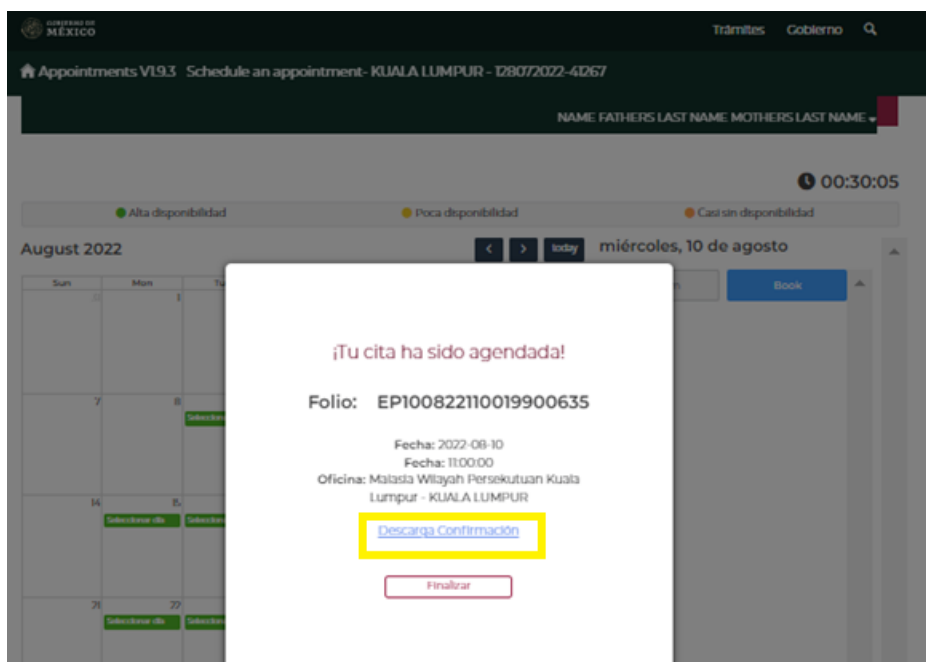 GOBIERNO DE
MÉXICO
Trámites Gobierno
Appointments V1.9.3 Schedule an appointment- KUALA LUMPUR - 128072022-41267
NAME FATHERS LAST NAME MOTHERS LAST NAME
00:30:05
Alta disponibilidad Poca disponibilidad Casi sin disponibilidad
August 2022 < > today miércoles, 10 de agosto
Sun Mon Tu
1
Book
¡Tu cita ha sido agendada!
7 8
Folio: EP100822110019900635
Fecha: 2022-08-10
Fecha: 11:00:00
Oficina: Malasia Wilayah Persekutuan Kuala
Lumpur - KUALA LUMPUR
14 15
Seleccionar día
Descarga Confirmación
Finalizar
21 22
Seleccionar día